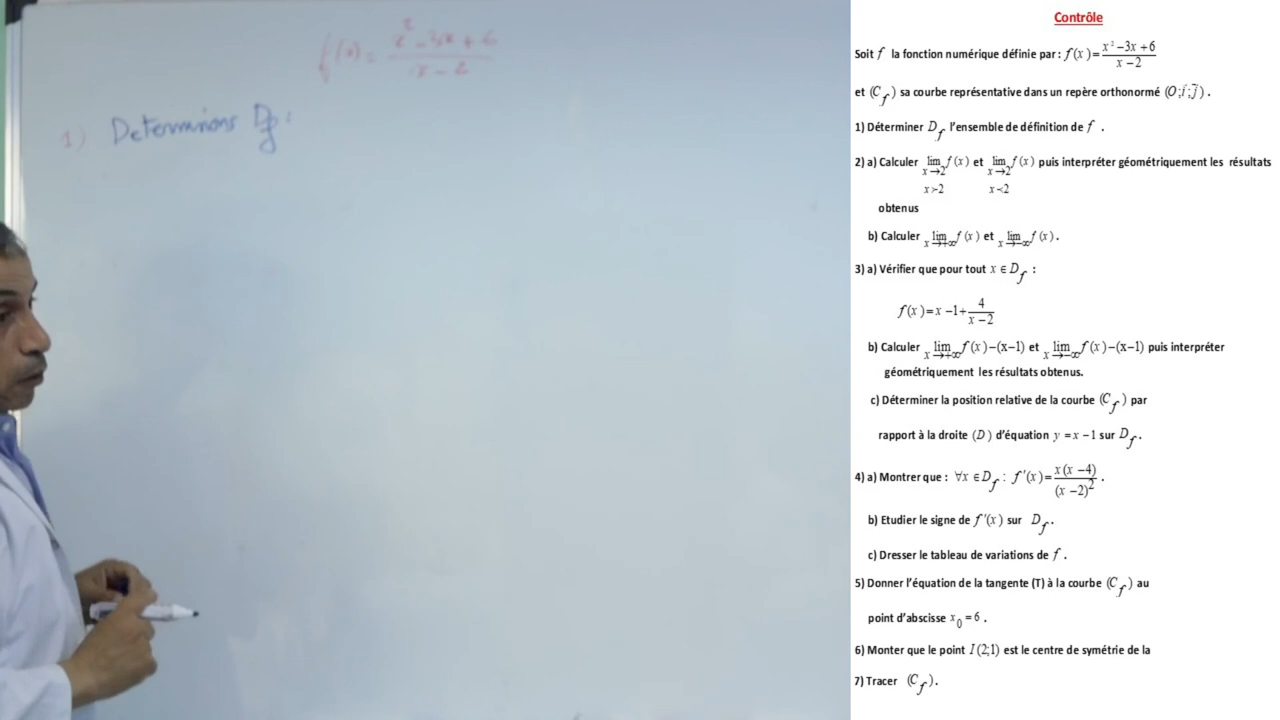 f(x) = x² - 3x + 6 / x - 2
1) Determinons Df :
Contrôle
Soit f la fonction numérique définie par : f(x) = x² - 3x + 6 / x - 2
et (Cf) sa courbe représentative dans un repère orthonormé (O; i; j) .
1) Déterminer Df l'ensemble de définition de f .
2) a) Calculer lim x→2 x>2 f(x) et lim x→2 x<2 f(x) puis interpréter géométriquement les résultats
obtenus
b) Calculer lim x→+∞ f(x) et lim x→-∞ f(x) .
3) a) Vérifier que pour tout x ∈ Df :
f(x) = x - 1 + 4 / x - 2
b) Calculer lim x→+∞ f(x) - (x-1) et lim x→-∞ f(x) - (x-1) puis interpréter
géométriquement les résultats obtenus.
c) Déterminer la position relative de la courbe (Cf) par
rapport à la droite (D) d'équation y = x - 1 sur Df .
4) a) Montrer que : ∀x ∈ Df : f'(x) = x(x - 4) / (x - 2)² .
b) Etudier le signe de f'(x) sur Df .
c) Dresser le tableau de variations de f .
5) Donner l'équation de la tangente (T) à la courbe (Cf) au
point d'abscisse x0 = 6 .
6) Monter que le point I(2;1) est le centre de symétrie de la
7) Tracer (Cf) .